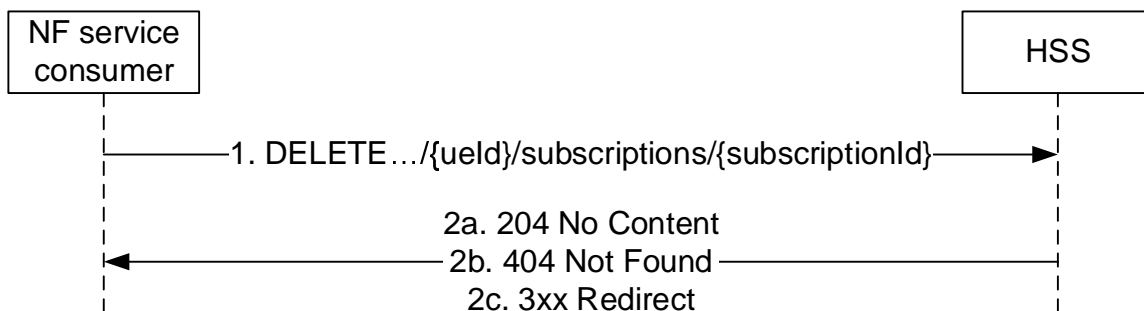 NF service
consumer
HSS
1. DELETE…/{ueId}/subscriptions/{subscriptionId}
2a. 204 No Content
2b. 404 Not Found
2c. 3xx Redirect